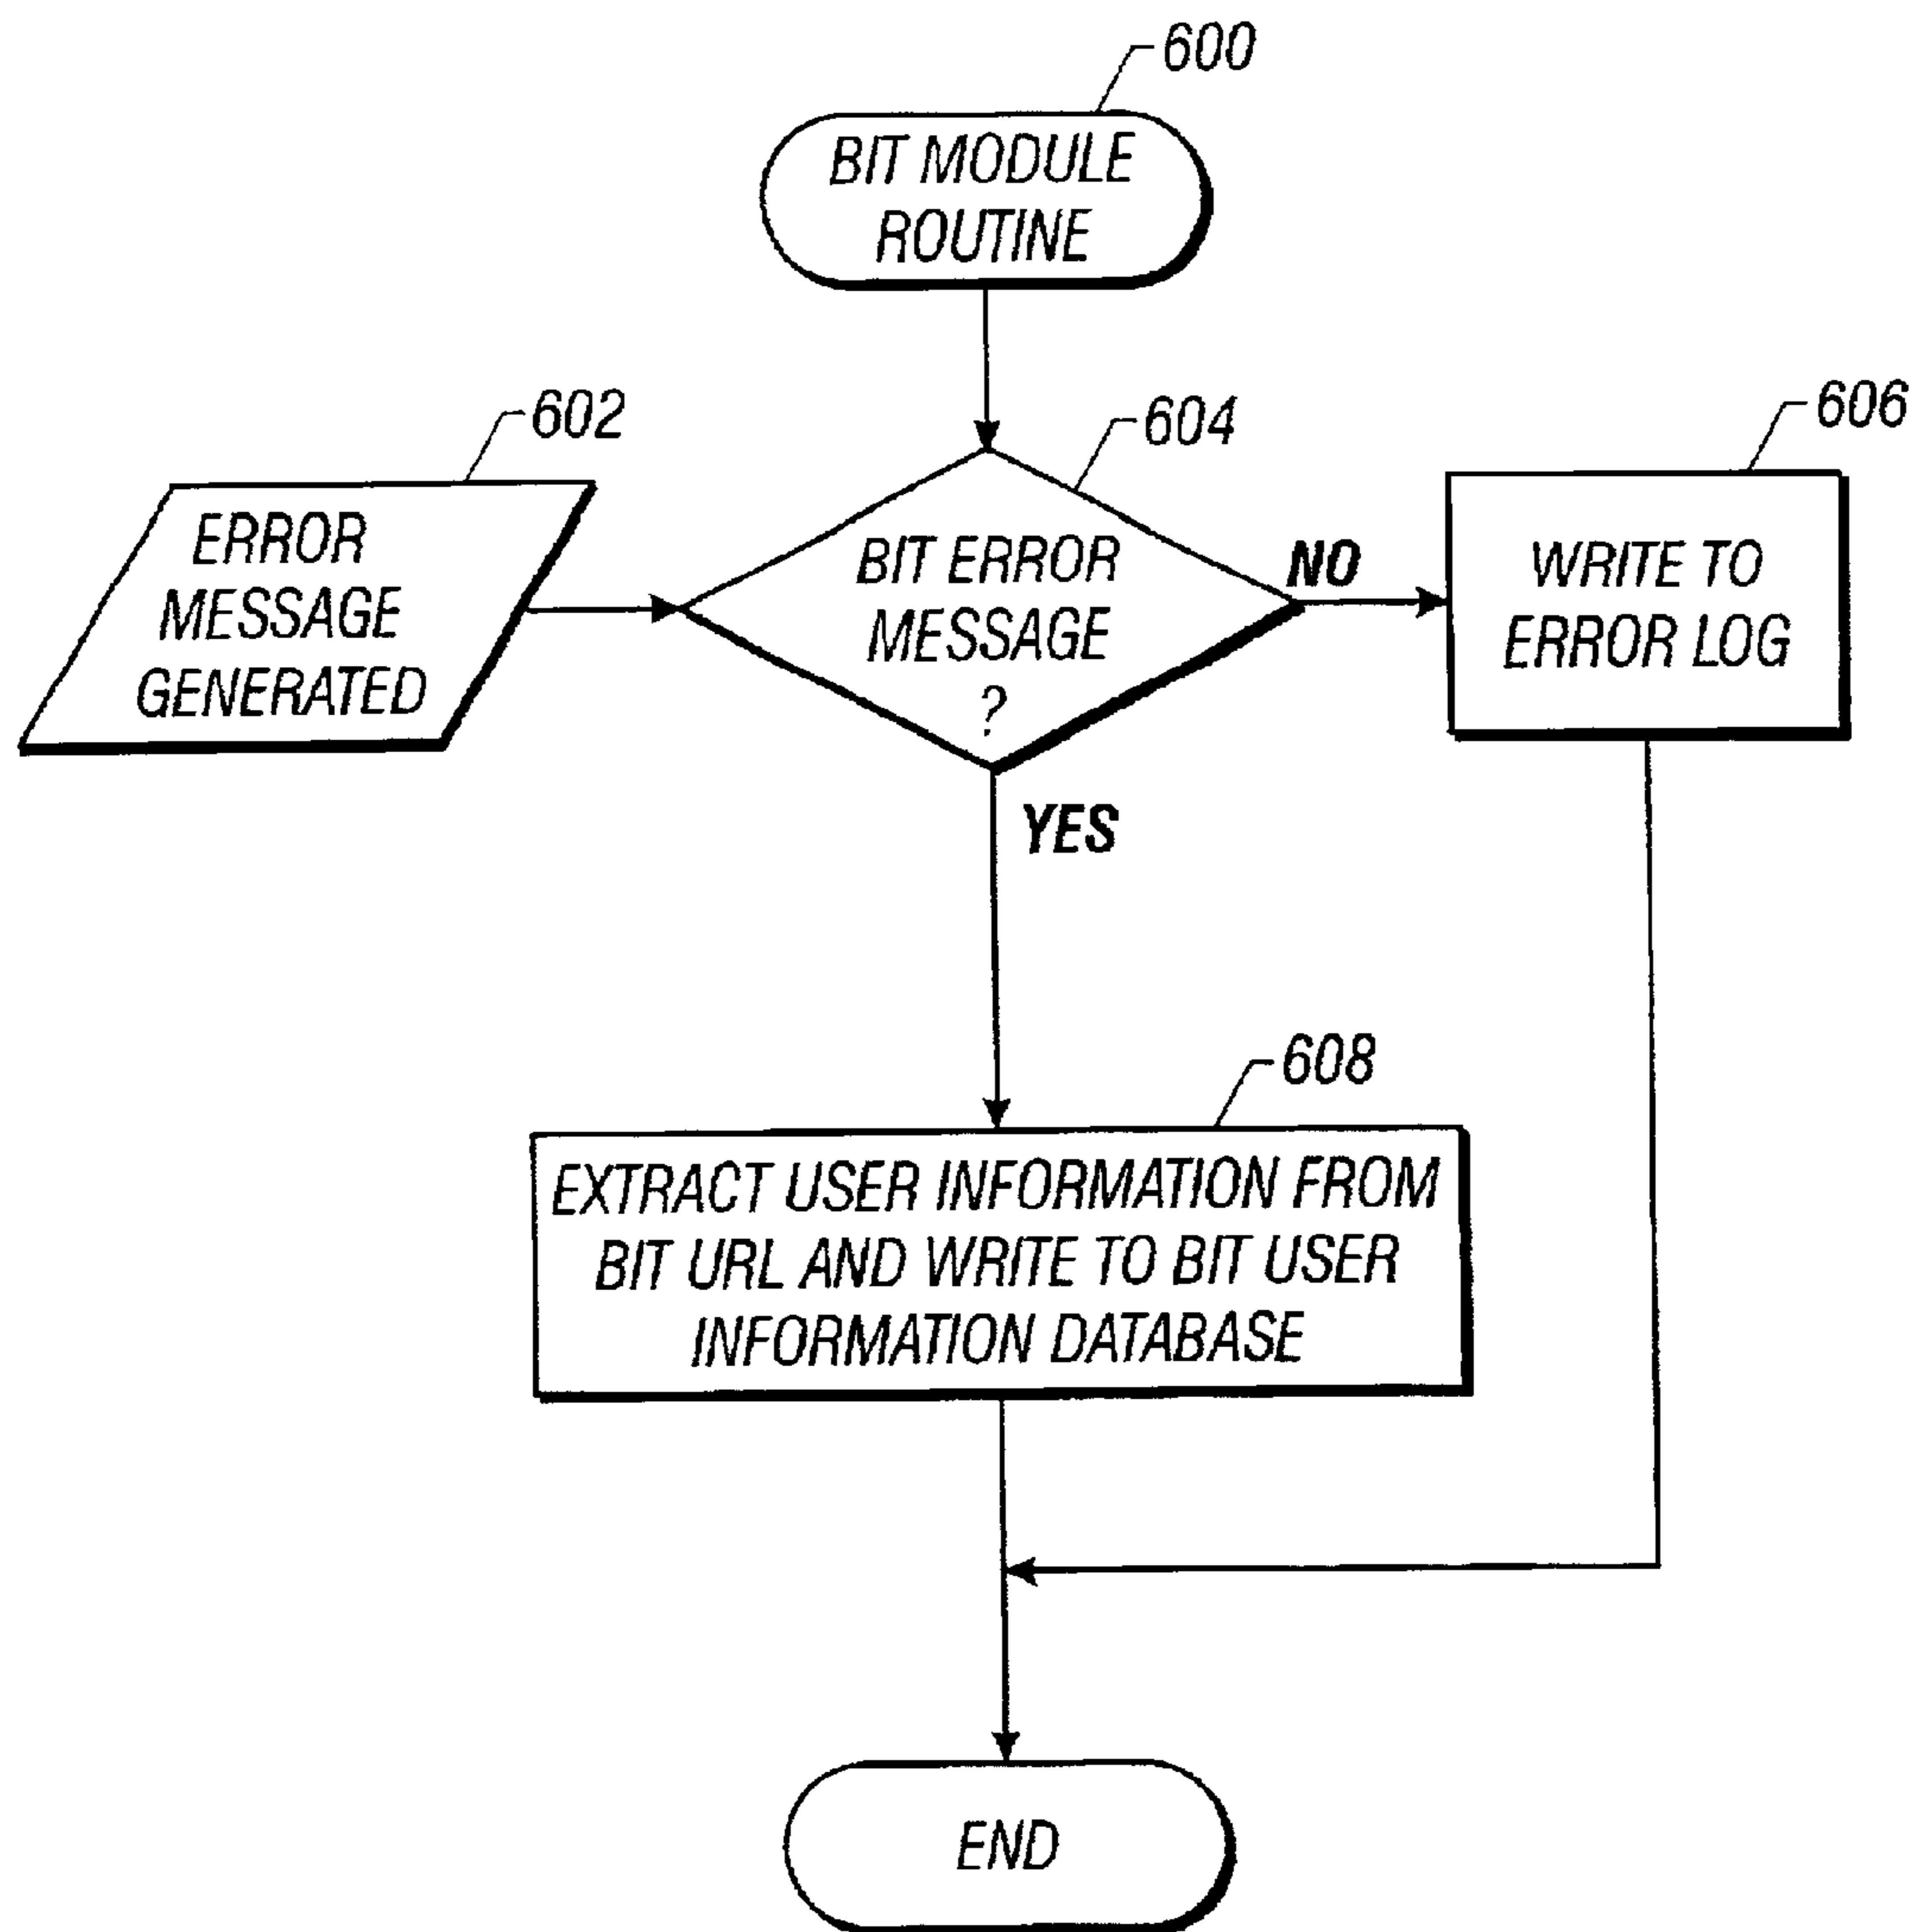 600
BIT MODULE
ROUTINE
602
604
606
ERROR
MESSAGE
GENERATED
BIT ERROR
MESSAGE
?
NO
WRITE TO
ERROR LOG
YES
608
EXTRACT USER INFORMATION FROM
BIT URL AND WRITE TO BIT USER
INFORMATION DATABASE
END